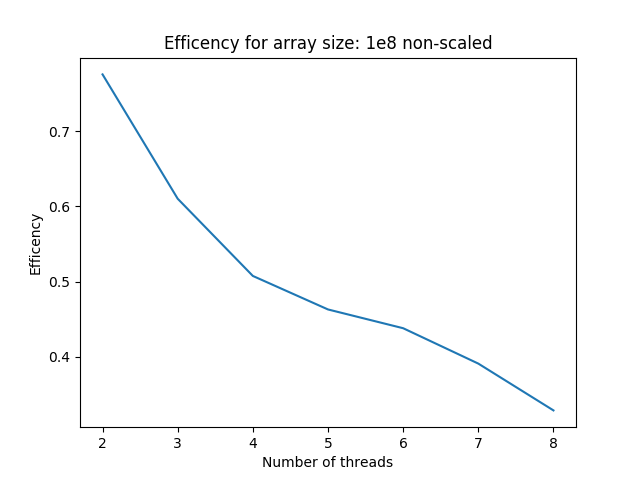 Efficency for array size: 1e8 non-scaled
0.7
0.6
0.5
0.4
Efficency
2 3 4 5 6 7 8
Number of threads